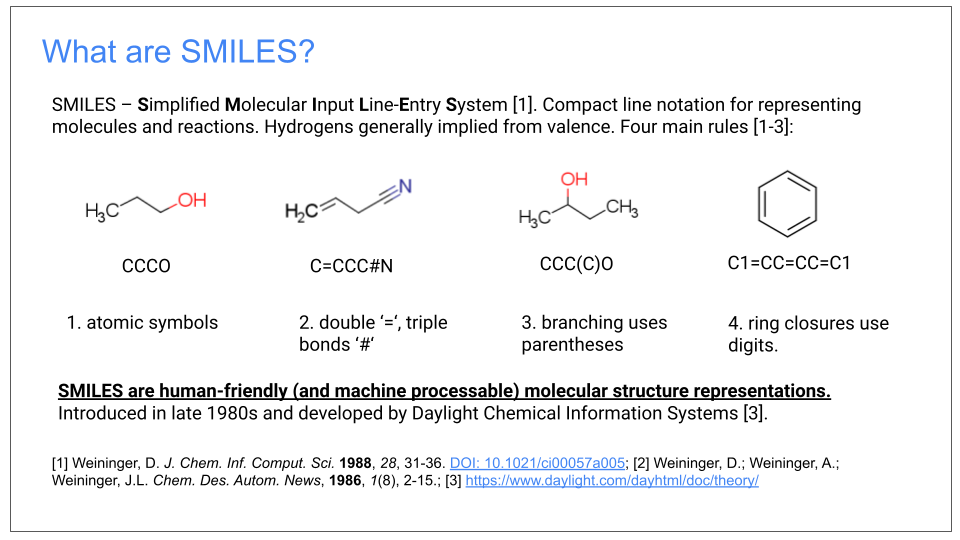 What are SMILES?
SMILES – Simplified Molecular Input Line-Entry System [1]. Compact line notation for representing
molecules and reactions. Hydrogens generally implied from valence. Four main rules [1-3]:
H₃C OH
H₂C N
OH
H₃C CH₃
CCCO
C=CCC#N
CCC(C)O
C1=CC=CC=C1
1. atomic symbols
2. double ‘=‘, triple
bonds ‘#‘
3. branching uses
parentheses
4. ring closures use
digits.
SMILES are human-friendly (and machine processable) molecular structure representations.
Introduced in late 1980s and developed by Daylight Chemical Information Systems [3].
[1] Weininger, D. J. Chem. Inf. Comput. Sci. 1988, 28, 31-36. DOI: 10.1021/ci00057a005; [2] Weininger, D.; Weininger, A.;
Weininger, J.L. Chem. Des. Autom. News, 1986, 1(8), 2-15.; [3] https://www.daylight.com/dayhtml/doc/theory/